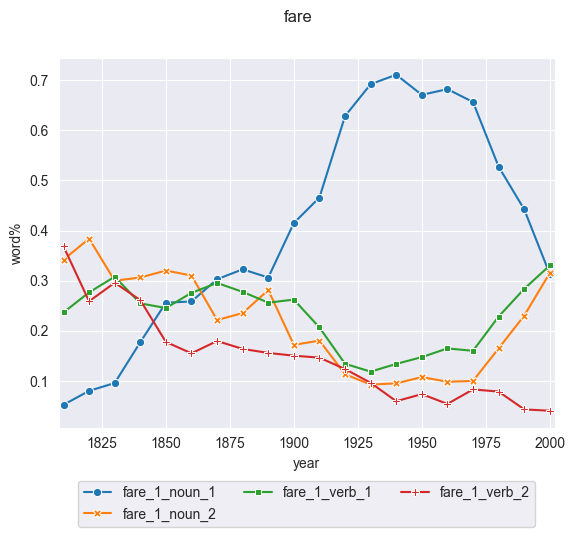 fare
0.7
0.6
0.5
0.4
0.3
0.2
0.1
word%
1825 1850 1875 1900 1925 1950 1975 2000
year
fare_1_noun_1 fare_1_verb_1 fare_1_verb_2
fare_1_noun_2